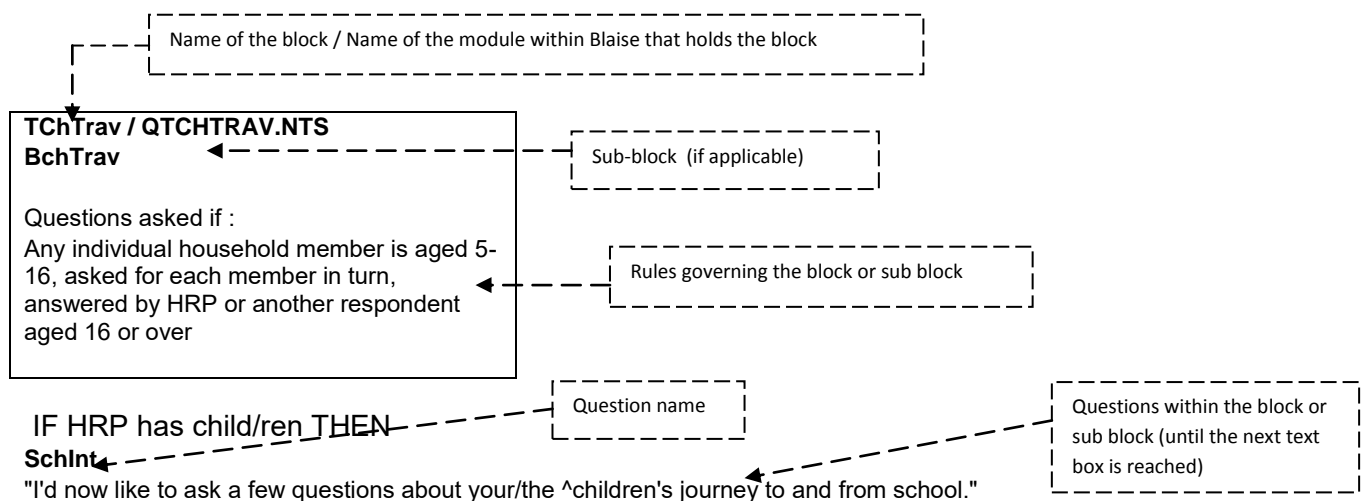 Name of the block / Name of the module within Blaise that holds the block
TChTrav / QTCHTRAV.NTS
BchTrav
Sub-block (if applicable)
Questions asked if :
Any individual household member is aged 5-
16, asked for each member in turn,
answered by HRP or another respondent
aged 16 or over
Rules governing the block or sub block
IF HRP has child/ren THEN
Question name
Questions within the block or
sub block (until the next text
box is reached)
SchInt
"I'd now like to ask a few questions about your/the ^children's journey to and from school."